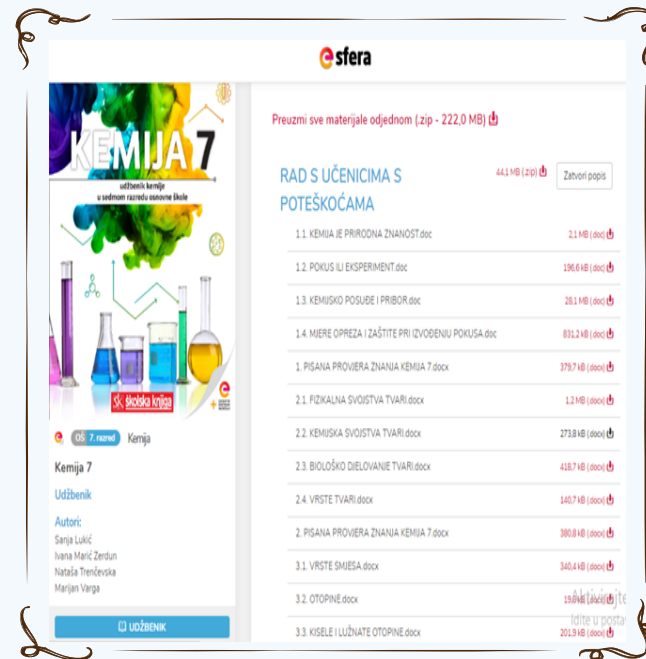 esfera
KEMIJA 7
udžbenik kemije
u sedmom razredu osnovne škole
SK školska knjiga
OŠ 7. razred Kemija
Kemija 7
Udžbenik
Autori:
Sanja Lukić
Ivana Marić Zerdun
Nataša Trenčevska
Marijan Varga
UDŽBENIK
Preuzmi sve materijale odjednom (.zip - 222,0 MB)
RAD S UČENICIMA S
POTEŠKOĆAMA
44,1 MB (.zip)
Zatvori popis
1.1. KEMIJA JE PRIRODNA ZNANOST.doc 2,1 MB (.doc)
1.2. POKUS ILI EKSPERIMENT.doc 196,6 kB (.doc)
1.3. KEMIJSKO POSUĐE I PRIBOR.doc 28,1 MB (.doc)
1.4. MJERE OPREZA I ZAŠTITE PRI IZVOĐENJU POKUSA.doc 831,2 kB (.doc)
1. PISANA PROVJERA ZNANJA KEMIJA 7.docx 379,7 kB (.docx)
2.1. FIZIKALNA SVOJSTVA TVARI.docx 1,2 MB (.docx)
2.2. KEMIJSKA SVOJSTVA TVARI.docx 273,8 kB (.docx)
2.3. BIOLOŠKO DJELOVANJE TVARI.docx 418,7 kB (.docx)
2.4. VRSTE TVARI.docx 140,7 kB (.docx)
2. PISANA PROVJERA ZNANJA KEMIJA 7.docx 380,8 kB (.docx)
3.1. VRSTE SMJESA.docx 340,4 kB (.docx)
3.2. OTOPINE.docx
3.3. KISELE I LUŽNATE OTOPINE.docx 201,9 kB (.docx)
Aktivirajte
Idite u posta